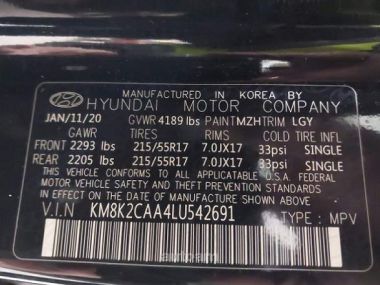 MANUFACTURED IN KOREA BY
HYUNDAI MOTOR COMPANY
JAN/11/20 GVWR 4189 lbs PAINT MZH TRIM LGY
GAWR TIRES RIMS COLD TIRE INFL
FRONT 2293 lbs 215/55R17 7.0JX17 33psi SINGLE
REAR 2205 lbs 215/55R17 7.0JX17 33psi SINGLE
THIS VEHICLE CONFORMS TO ALL APPLICABLE
FEDERAL MOTOR VEHICLE SAFETY, BUMPER,
AND THEFT PREVENTION STANDARDS
IN EFFECT ON THE DATE OF MANUFACTURE SHOWN ABOVE.
V.I.N KM8K2CAA4LU542691 TYPE : MPV